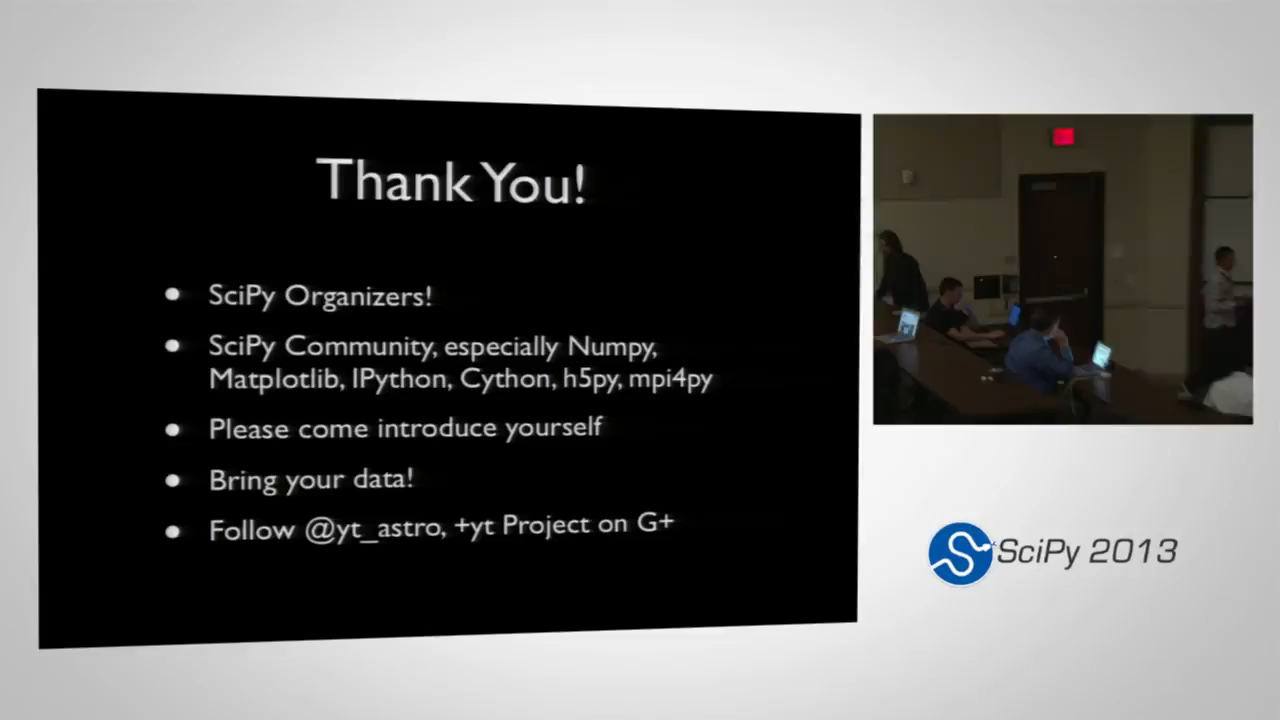 Thank You!
SciPy Organizers!
SciPy Community, especially Numpy,
Matplotlib, IPython, Cython, h5py, mpi4py
Please come introduce yourself
Bring your data!
Follow @yt_astro, +yt Project on G+
SciPy 2013